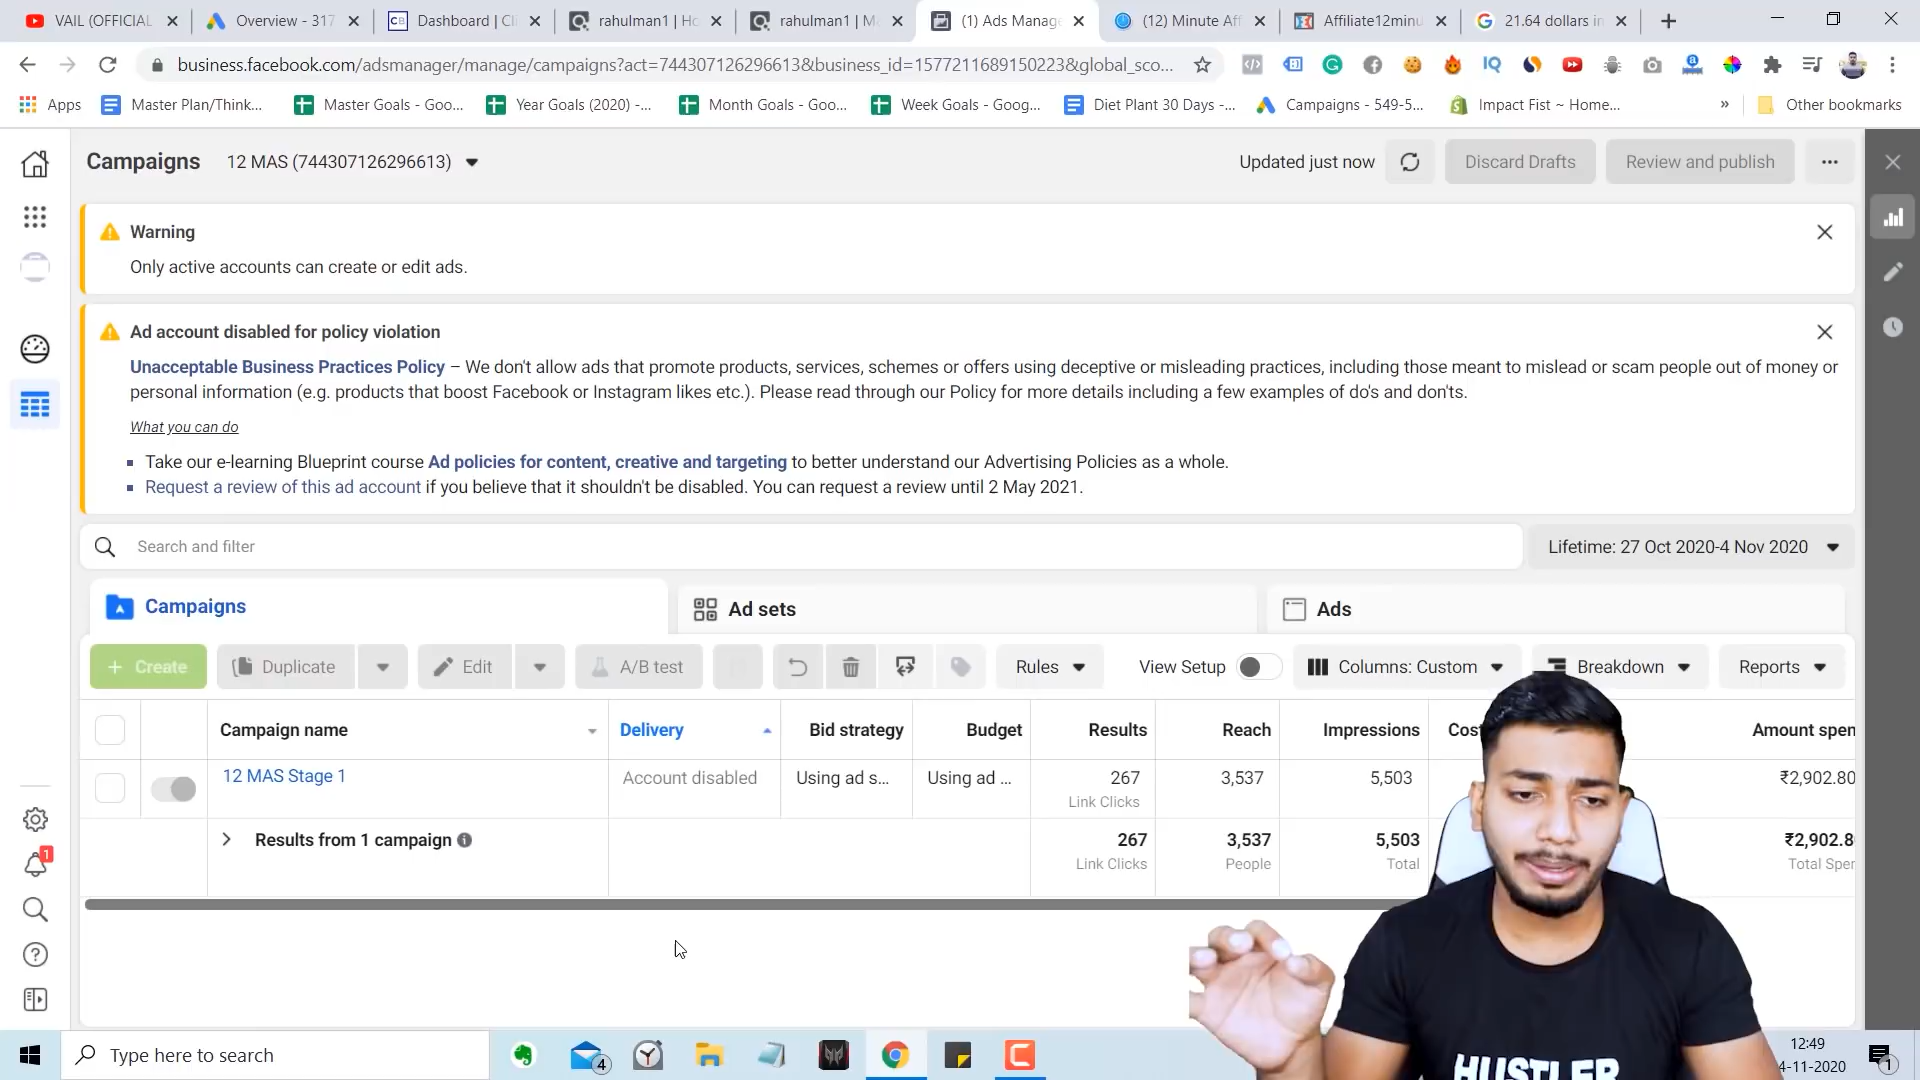 VAIL (OFFICIAL
Overview - 317
Dashboard | Cli
rahulman1 | Ho
rahulman1 | M
(1) Ads Manage
(12) Minute Aff
Affiliate12minu
21.64 dollars in
business.facebook.com/adsmanager/manage/campaigns?act=744307126296613&business_id=1577211689150223&global_sco...
Apps
Master Plan/Think...
Master Goals - Goo...
Year Goals (2020) -...
Month Goals - Goo...
Week Goals - Goog...
Diet Plant 30 Days -...
Campaigns - 549-5...
Impact Fist ~ Home...
»
Other bookmarks
Campaigns
12 MAS (744307126296613)
Updated just now
Discard Drafts
Review and publish
Warning
Only active accounts can create or edit ads.
Ad account disabled for policy violation
Unacceptable Business Practices Policy – We don't allow ads that promote products, services, schemes or offers using deceptive or misleading practices, including those meant to mislead or scam people out of money or
personal information (e.g. products that boost Facebook or Instagram likes etc.). Please read through our Policy for more details including a few examples of do's and don'ts.
What you can do
Take our e-learning Blueprint course Ad policies for content, creative and targeting to better understand our Advertising Policies as a whole.
Request a review of this ad account if you believe that it shouldn't be disabled. You can request a review until 2 May 2021.
Search and filter
Lifetime: 27 Oct 2020-4 Nov 2020
Campaigns
Ad sets
Ads
+ Create
Duplicate
Edit
A/B test
Rules
View Setup
Columns: Custom
Breakdown
Reports
Campaign name
Delivery
Bid strategy
Budget
Results
Reach
Impressions
Cost
Amount spen
12 MAS Stage 1
Account disabled
Using ad s...
Using ad ...
267
Link Clicks
3,537
5,503
₹2,902.80
Results from 1 campaign
267
Link Clicks
3,537
People
5,503
Total
₹2,902.8
Total Spen
1
HUSTLER
Type here to search
4
12:49
4-11-2020
1